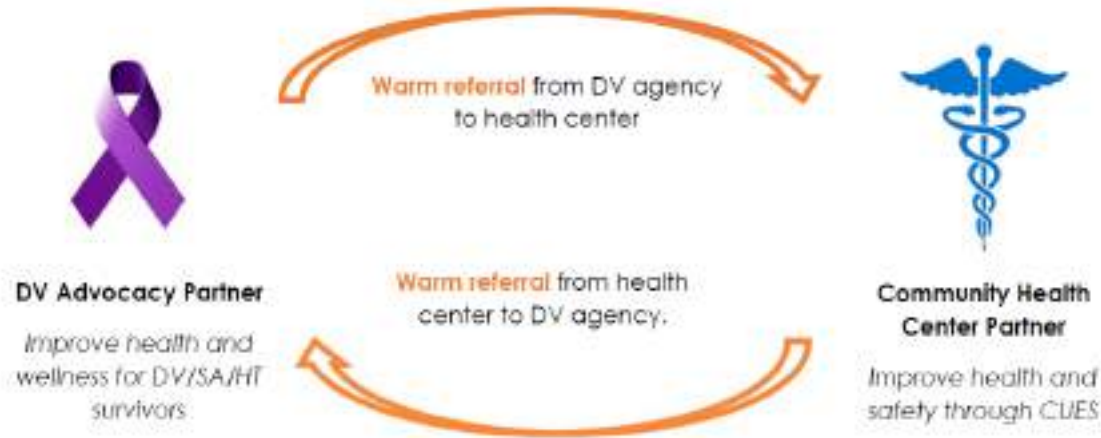 Warm referral from DV agency
to health center
Warm referral from health
center to DV agency.
DV Advocacy Partner
Improve health and
wellness for DV/SA/HT
survivors
Community Health
Center Partner
Improve health and
safety through CUES